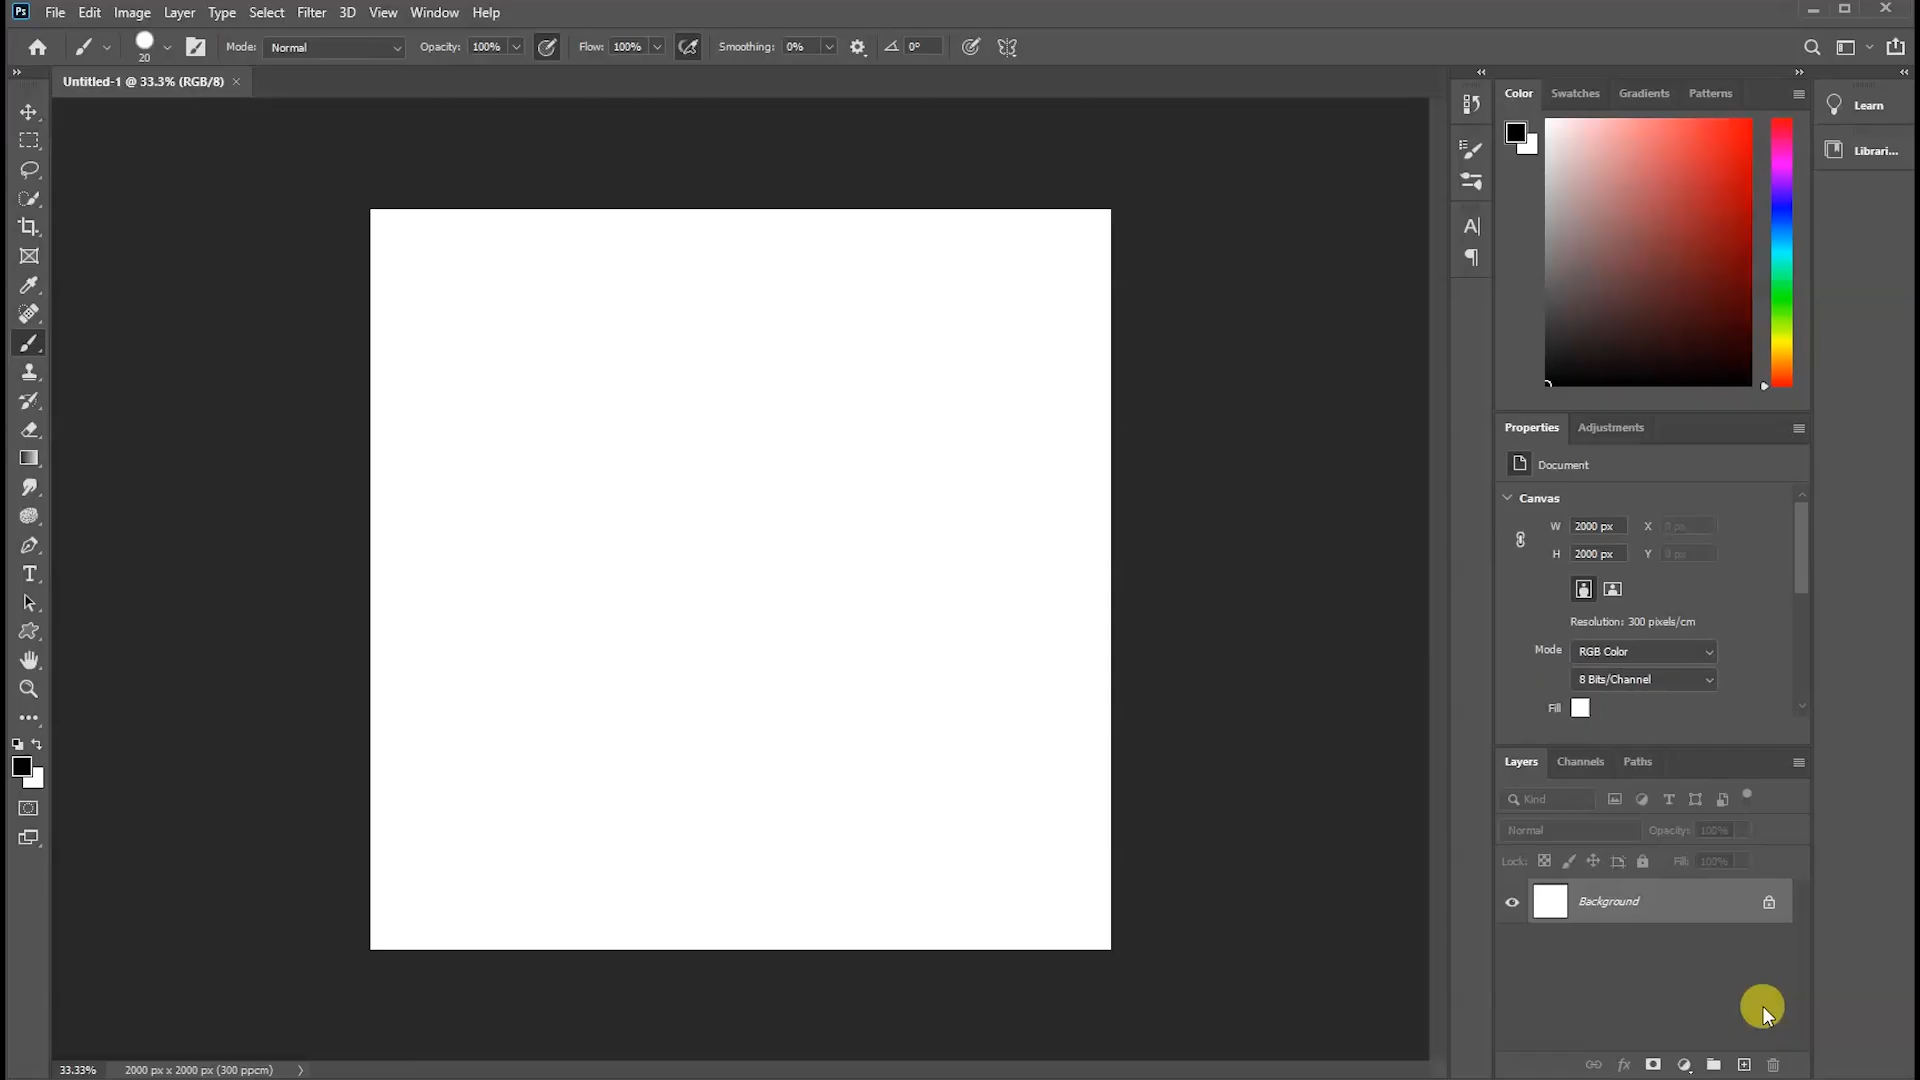 Ps File Edit Image Layer Type Select Filter 3D View Window Help
20 Mode: Normal Opacity: 100% Flow: 100% Smoothing: 0% 0°
Untitled-1 @ 33.3% (RGB/8) ×
Color Swatches Gradients Patterns
Learn
Librari...
Properties Adjustments
Document
Canvas
W 2000 px X 0 px
H 2000 px Y 0 px
Resolution: 300 pixels/cm
Mode RGB Color
8 Bits/Channel
Fill
Layers Channels Paths
Kind
Normal Opacity: 100%
Lock: Fill: 100%
Background
fx
33.33% 2000 px x 2000 px (300 ppcm)